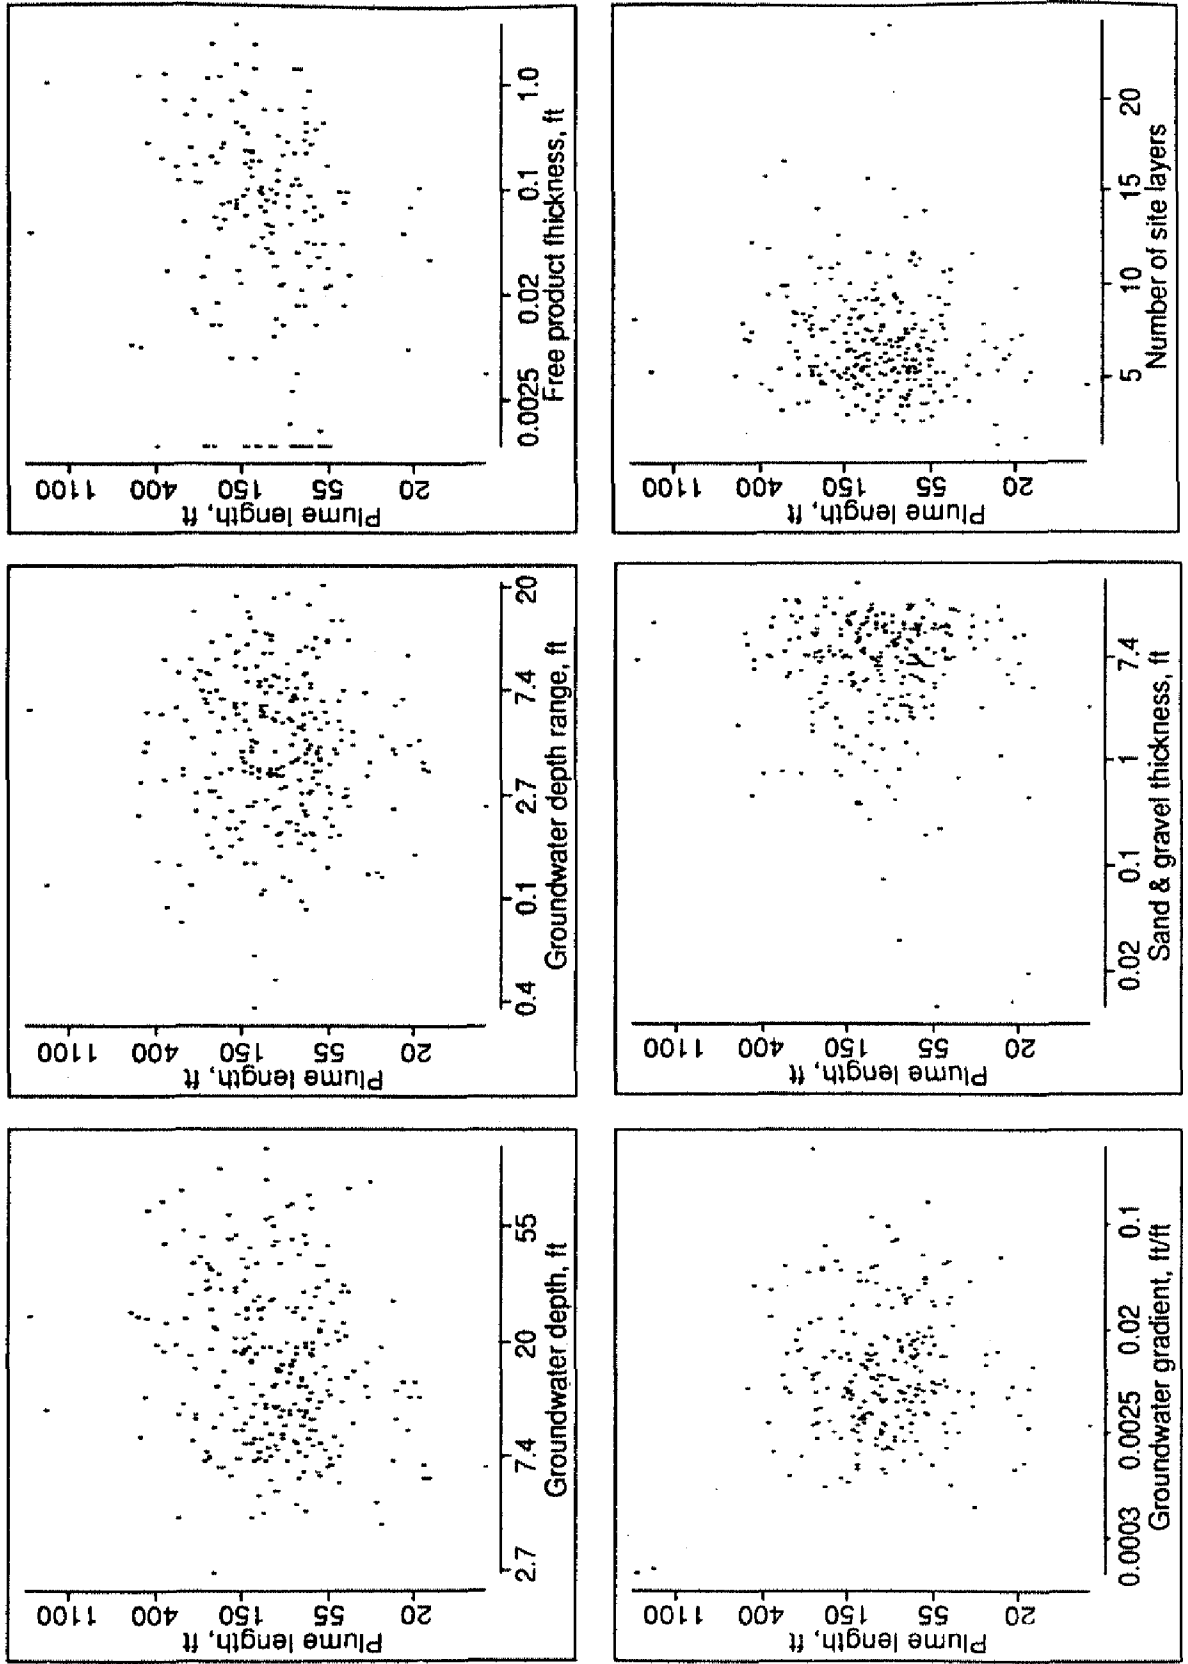 1.0
0.1
0.02
0.0025
Free product fhickness, ft
1100 400 150 55 20
Plume length, ft
20
15
10
5
Number of site layers
1100 400 150 55 20
Plume length, ft
20
7.4
2.7
0.1
0.4
Groundwater depth range, ft
1100 400 150 55 20
Plume length, ft
7.4
1
0.1
0.02
Sand & gravel thickness, ft
1100 400 150 55 20
Plume length, ft
55
20
7.4
2.7
Groundwater depth, ft
1100 400 150 55 20
Plume length, ft
0.1
0.02
0.0025
0.0003
Groundwater gradient, ft/ft
1100 400 150 55 20
Plume length, ft